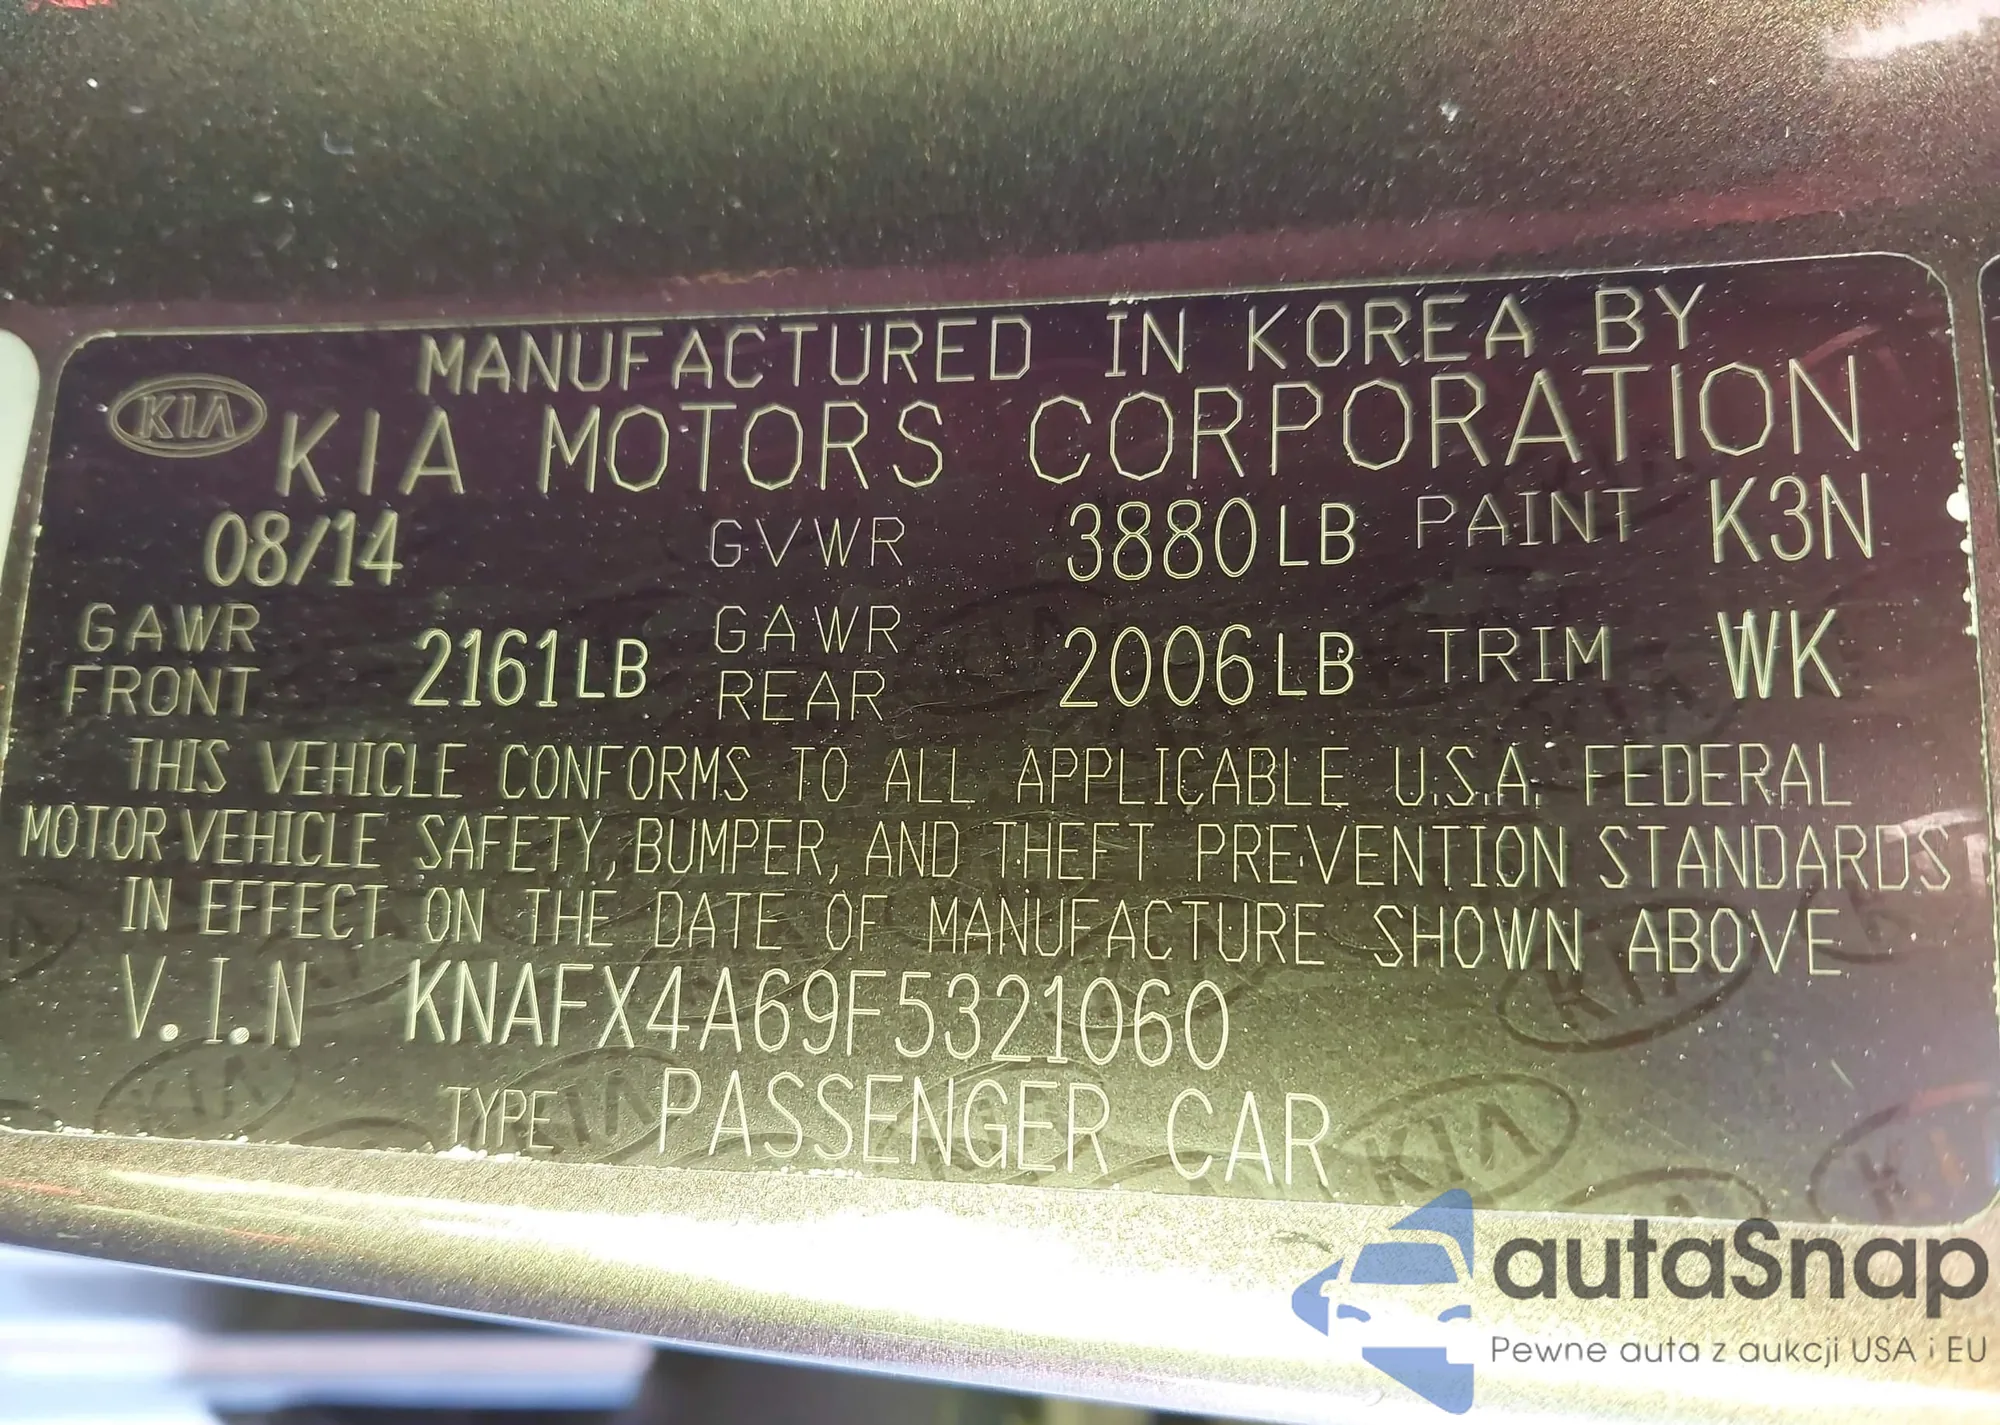 MANUFACTURED IN KOREA BY
KIA KIA MOTORS CORPORATION
08/14 GVWR 3880LB PAINT K3N
GAWR FRONT 2161LB GAWR REAR 2006LB TRIM WK
THIS VEHICLE CONFORMS TO ALL APPLICABLE U.S.A. FEDERAL
MOTOR VEHICLE SAFETY, BUMPER, AND THEFT PREVENTION STANDARDS
IN EFFECT ON THE DATE OF MANUFACTURE SHOWN ABOVE
V.I.N KNAFX4A69F5321060
TYPE PASSENGER CAR
autaSnap
Pewne auta z aukcji USA i EU